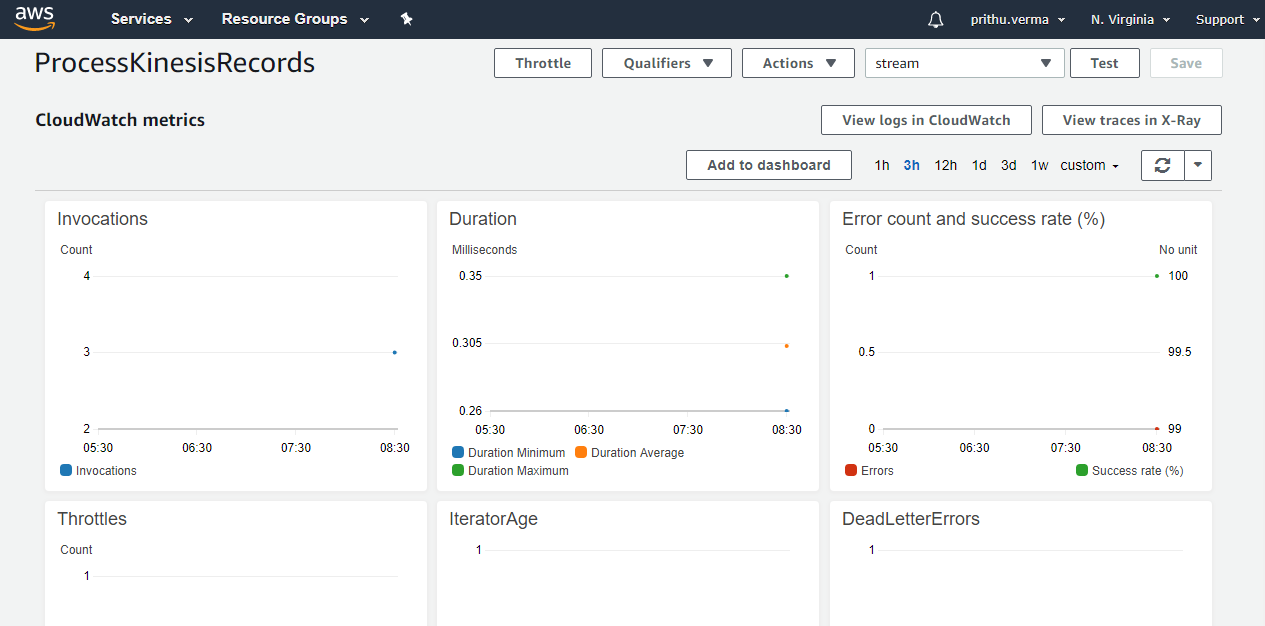 aws Services Resource Groups prithu.verma N. Virginia Support
ProcessKinesisRecords Throttle Qualifiers Actions stream Test Save
CloudWatch metrics View logs in CloudWatch View traces in X-Ray
Add to dashboard 1h 3h 12h 1d 3d 1w custom
Invocations
Count
4
3
2
05:30 06:30 07:30 08:30
Invocations
Duration
Milliseconds
0.35
0.305
0.26
05:30 06:30 07:30 08:30
Duration Minimum Duration Average
Duration Maximum
Error count and success rate (%)
Count No unit
1 100
0.5 99.5
0 99
05:30 06:30 07:30 08:30
Errors Success rate (%)
Throttles
Count
1
IteratorAge
1
DeadLetterErrors
1